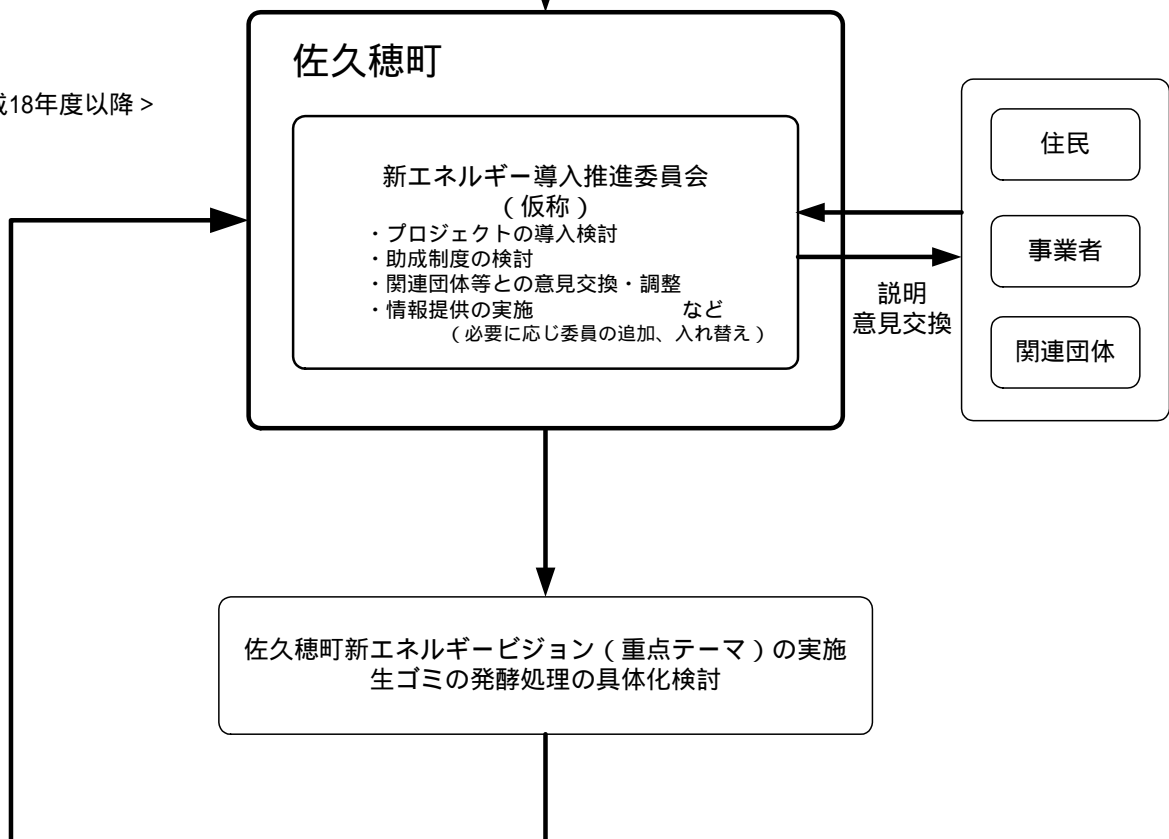 佐久穂町
18年度以降 >
新エネルギー導入推進委員会
( 仮称 )
・プロジェクトの導入検討
・助成制度の検討
・関連団体等との意見交換・調整
・情報提供の実施 など
( 必要に応じ委員の追加、入れ替え )
説明
意見交換
住民
事業者
関連団体
佐久穂町新エネルギービジョン ( 重点テーマ ) の実施
生ゴミの発酵処理の具体化検討